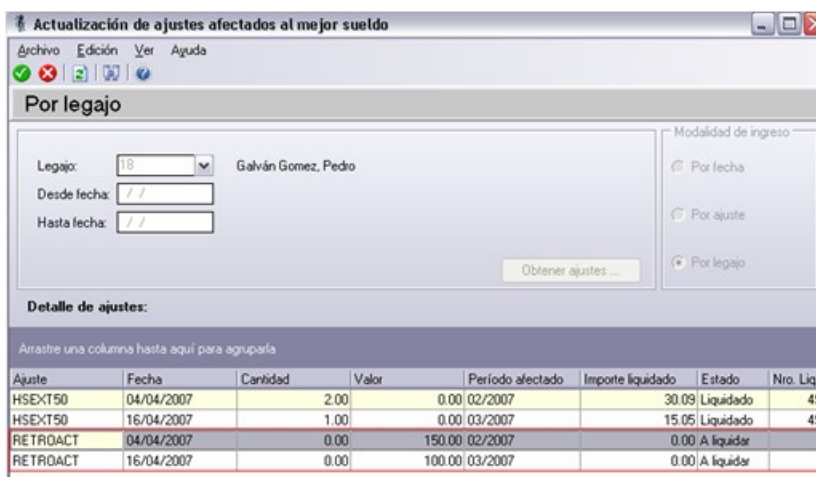 Actualización de ajustes afectados al mejor sueldo
Archivo Edición Ver Ayuda
Por legajo
Modalidad de ingreso
Legajo: 18 Galván Gomez, Pedro
Por fecha
Desde fecha: / /
Hasta fecha: / /
Por ajuste
Por legajo
Obtener ajustes ...
Detalle de ajustes:
Arrastre una columna hasta aquí para agruparla
Ajuste Fecha Cantidad Valor Período afectado Importe liquidado Estado Nro. Liq
HSEXT50 04/04/2007 2.00 0.00 02/2007 30.09 Liquidado
HSEXT50 16/04/2007 1.00 0.00 03/2007 15.05 Liquidado
RETROACT 04/04/2007 0.00 150.00 02/2007 0.00 A liquidar
RETROACT 16/04/2007 0.00 100.00 03/2007 0.00 A liquidar